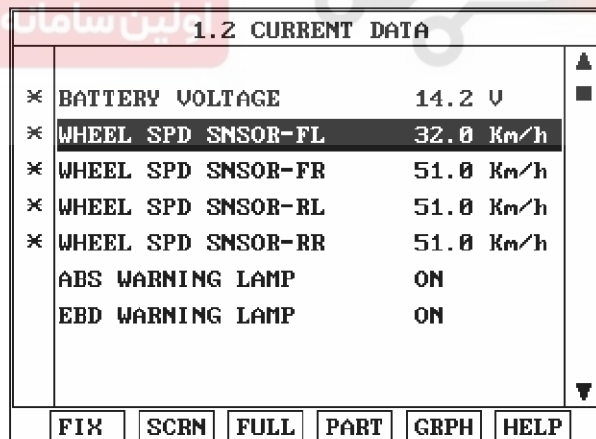 اولین سامانه
1.2 CURRENT DATA
* BATTERY VOLTAGE 14.2 V
* WHEEL SPD SNSOR-FL 32.0 Km/h
* WHEEL SPD SNSOR-FR 51.0 Km/h
* WHEEL SPD SNSOR-RL 51.0 Km/h
* WHEEL SPD SNSOR-RR 51.0 Km/h
ABS WARNING LAMP ON
EBD WARNING LAMP ON
FIX SCRN FULL PART GRPH HELP